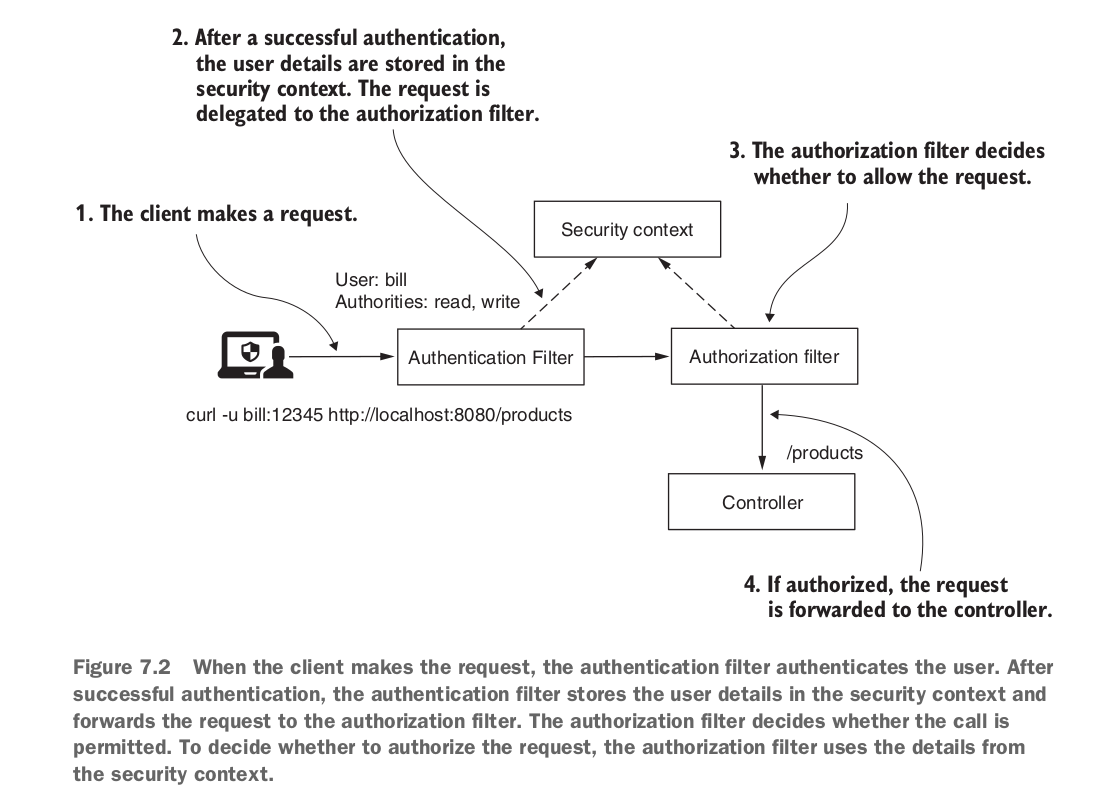 2. After a successful authentication,
the user details are stored in the
security context. The request is
delegated to the authorization filter.
3. The authorization filter decides
whether to allow the request.
1. The client makes a request.
Security context
User: bill
Authorities: read, write
Authentication Filter
Authorization filter
curl -u bill:12345 http://localhost:8080/products
/products
Controller
4. If authorized, the request
is forwarded to the controller.
Figure 7.2 When the client makes the request, the authentication filter authenticates the user. After
successful authentication, the authentication filter stores the user details in the security context and
forwards the request to the authorization filter. The authorization filter decides whether the call is
permitted. To decide whether to authorize the request, the authorization filter uses the details from
the security context.